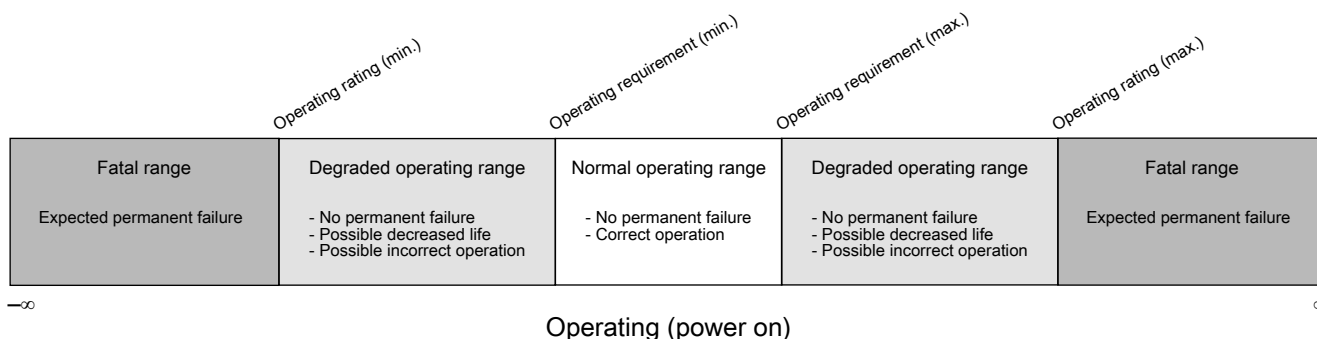 Operating rating (min.)
Operating requirement (min.)
Operating requirement (max.)
Operating rating (max.)
Fatal range
Expected permanent failure
Degraded operating range
- No permanent failure
- Possible decreased life
- Possible incorrect operation
Normal operating range
- No permanent failure
- Correct operation
Degraded operating range
- No permanent failure
- Possible decreased life
- Possible incorrect operation
Fatal range
Expected permanent failure
–∞
Operating (power on)